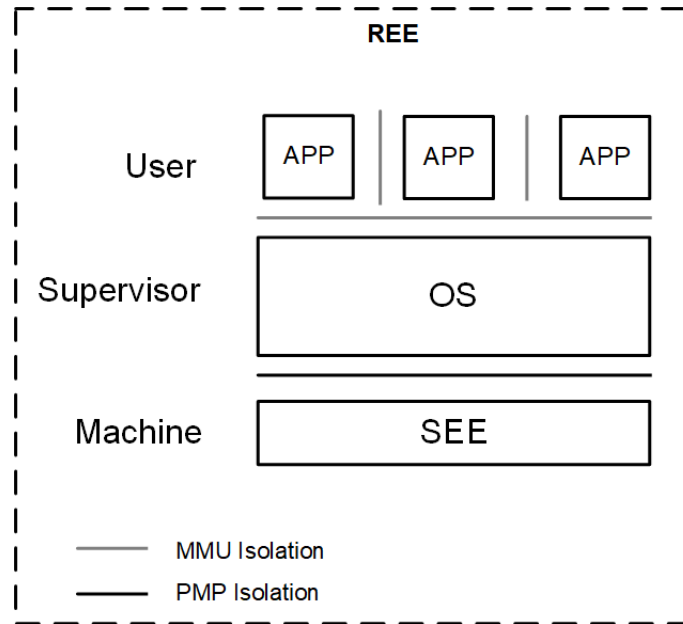 REE
User
APP
APP
APP
Supervisor
OS
Machine
SEE
MMU Isolation
PMP Isolation